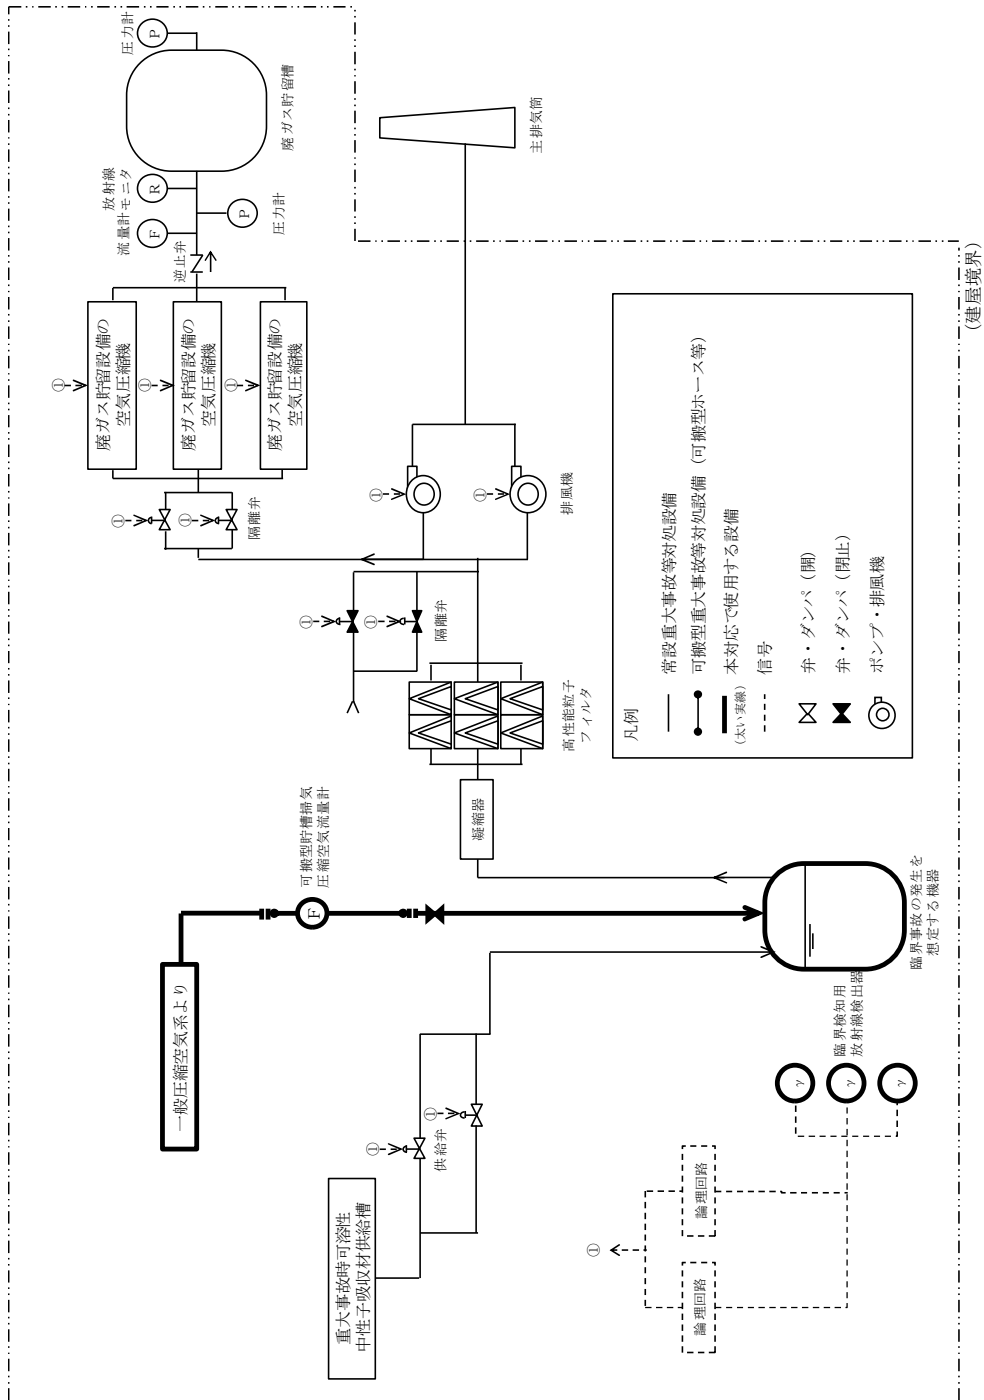 一般圧縮空気系より
重大事故時可溶性
中性子吸収材供給槽
①
①
供給弁
可搬型貯槽掃気
圧縮空気流量計
F
臨界事故の発生を
想定する機器
臨界検知用
放射線検出器
γ
γ
γ
論理回路
論理回路
①
凝縮器
高性能粒子
フィルタ
①
①
隔離弁
①
①
隔離弁
①
①
排風機
主排気筒
①
廃ガス貯留設備の
空気圧縮機
①
廃ガス貯留設備の
空気圧縮機
①
廃ガス貯留設備の
空気圧縮機
逆止弁
流量計
F
放射線
モニタ
R
P
圧力計
P
圧力計
廃ガス貯留槽
(建屋境界)
凡例
常設重大事故等対処設備
可搬型重大事故等対処設備(可搬型ホース等)
本対応で使用する設備
(太い実線)
信号
弁・ダンパ(開)
弁・ダンパ(閉止)
ポンプ・排風機